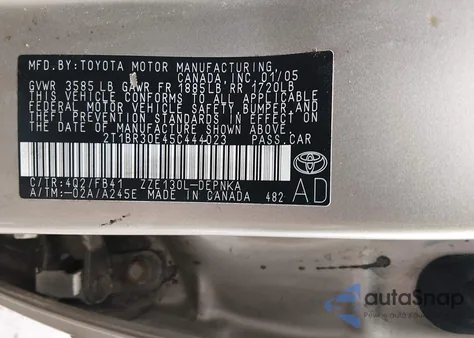 MFD.BY:TOYOTA MOTOR MANUFACTURING,
CANADA,INC.01/05
GVWR 3585LB GAWR FR 1885LB RR 1720LB
THIS VEHICLE CONFORMS TO ALL APPLICABLE
FEDERAL MOTOR VEHICLE SAFETY,BUMPER,AND
THEFT PREVENTION STANDARDS IN EFFECT ON
THE DATE OF MANUFACTURE SHOWN ABOVE.
2T1BR30E45C444023 PASS.CAR
C/TR:4Q2/FB41 ZZE130L-DEPNKA
A/TM:-02A/A245E MADE IN CANADA 482
TOYOTA
AD
autoSnap